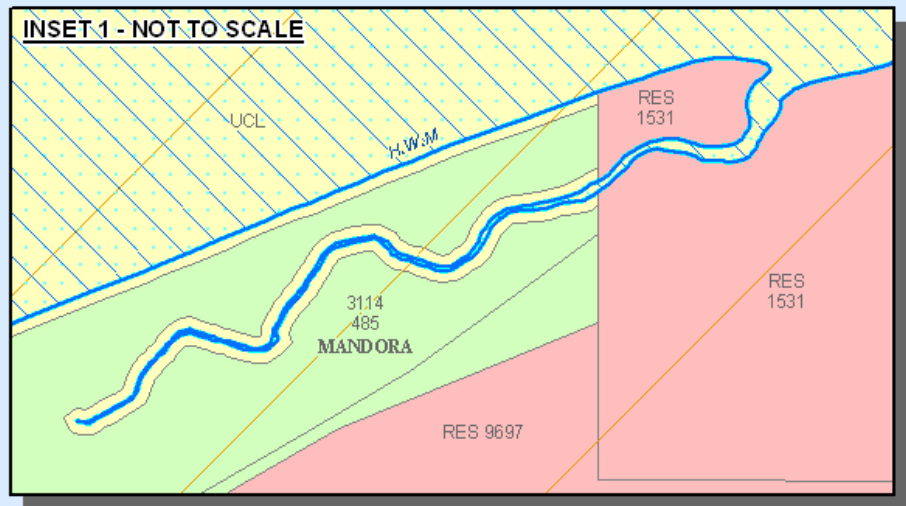 INSET 1 - NOT TO SCALE
RES
1531
UCL
H.W.M
RES
1531
3114
485
MANDORA
RES 9697